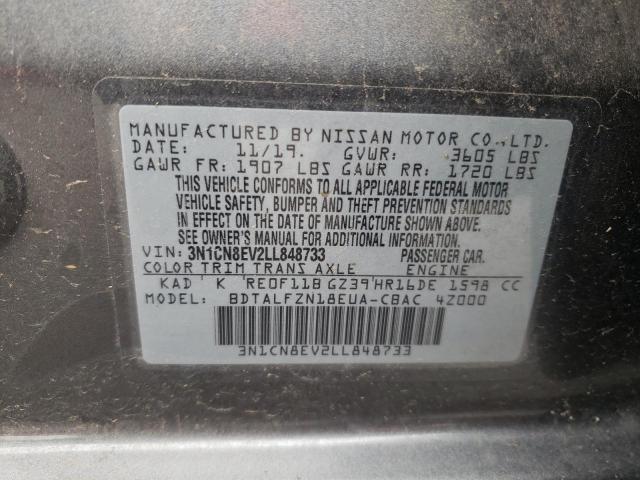 MANUFACTURED BY NISSAN MOTOR CO.,LTD.
DATE: 11/19. GVWR: 3605 LBS
GAWR FR: 1907 LBS GAWR RR: 1720 LBS
THIS VEHICLE CONFORMS TO ALL APPLICABLE FEDERAL MOTOR
VEHICLE SAFETY, BUMPER AND THEFT PREVENTION STANDARDS
IN EFFECT ON THE DATE OF MANUFACTURE SHOWN ABOVE.
SEE OWNER'S MANUAL FOR ADDITIONAL INFORMATION.
VIN: 3N1CN8EV2LL848733 PASSENGER CAR.
COLOR TRIM TRANS AXLE ENGINE
KAD K RE0F11B GZ39 HR16DE 1598 CC
MODEL: BDTALFZN18EUA-CBAC 4Z000
3N1CN8EV2LL848733